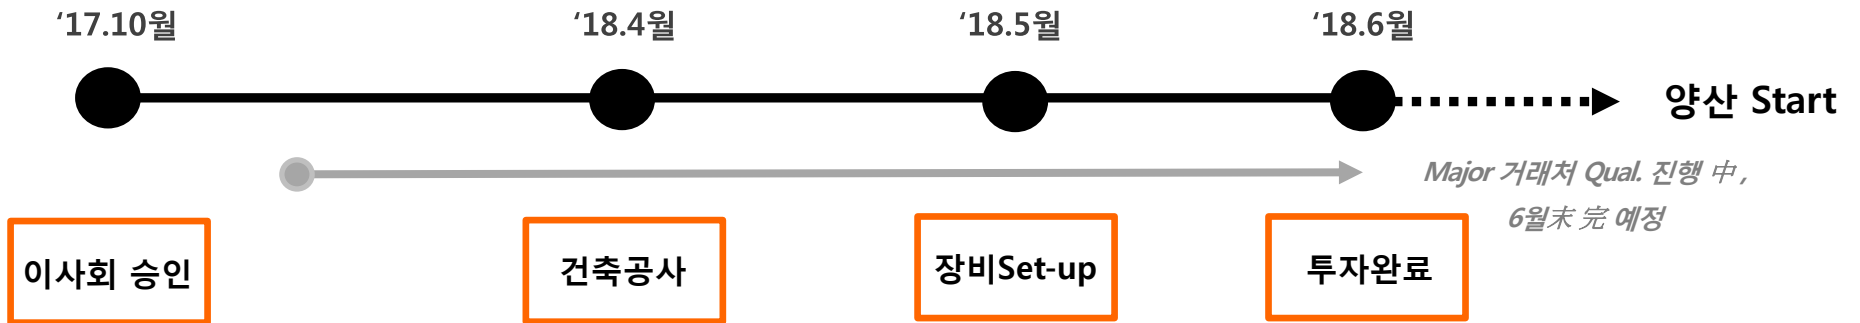 ‘17.10월
‘18.4월
‘18.5월
‘18.6월
양산 Start
Major 거래처 Qual. 진행 中 ,
6월末 完 예정
이사회 승인
건축공사
장비Set-up
투자완료